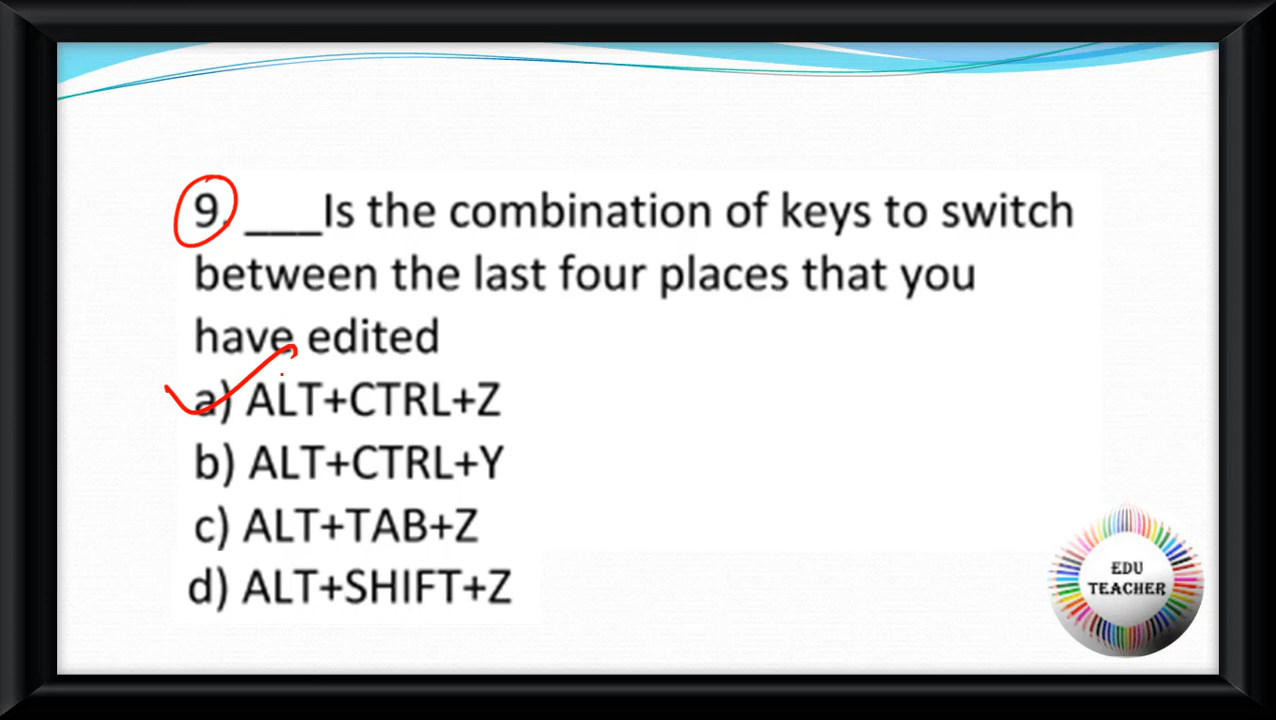 9, ___Is the combination of keys to switch
between the last four places that you
have edited
a) ALT+CTRL+Z
b) ALT+CTRL+Y
c) ALT+TAB+Z
d) ALT+SHIFT+Z
EDU
TEACHER